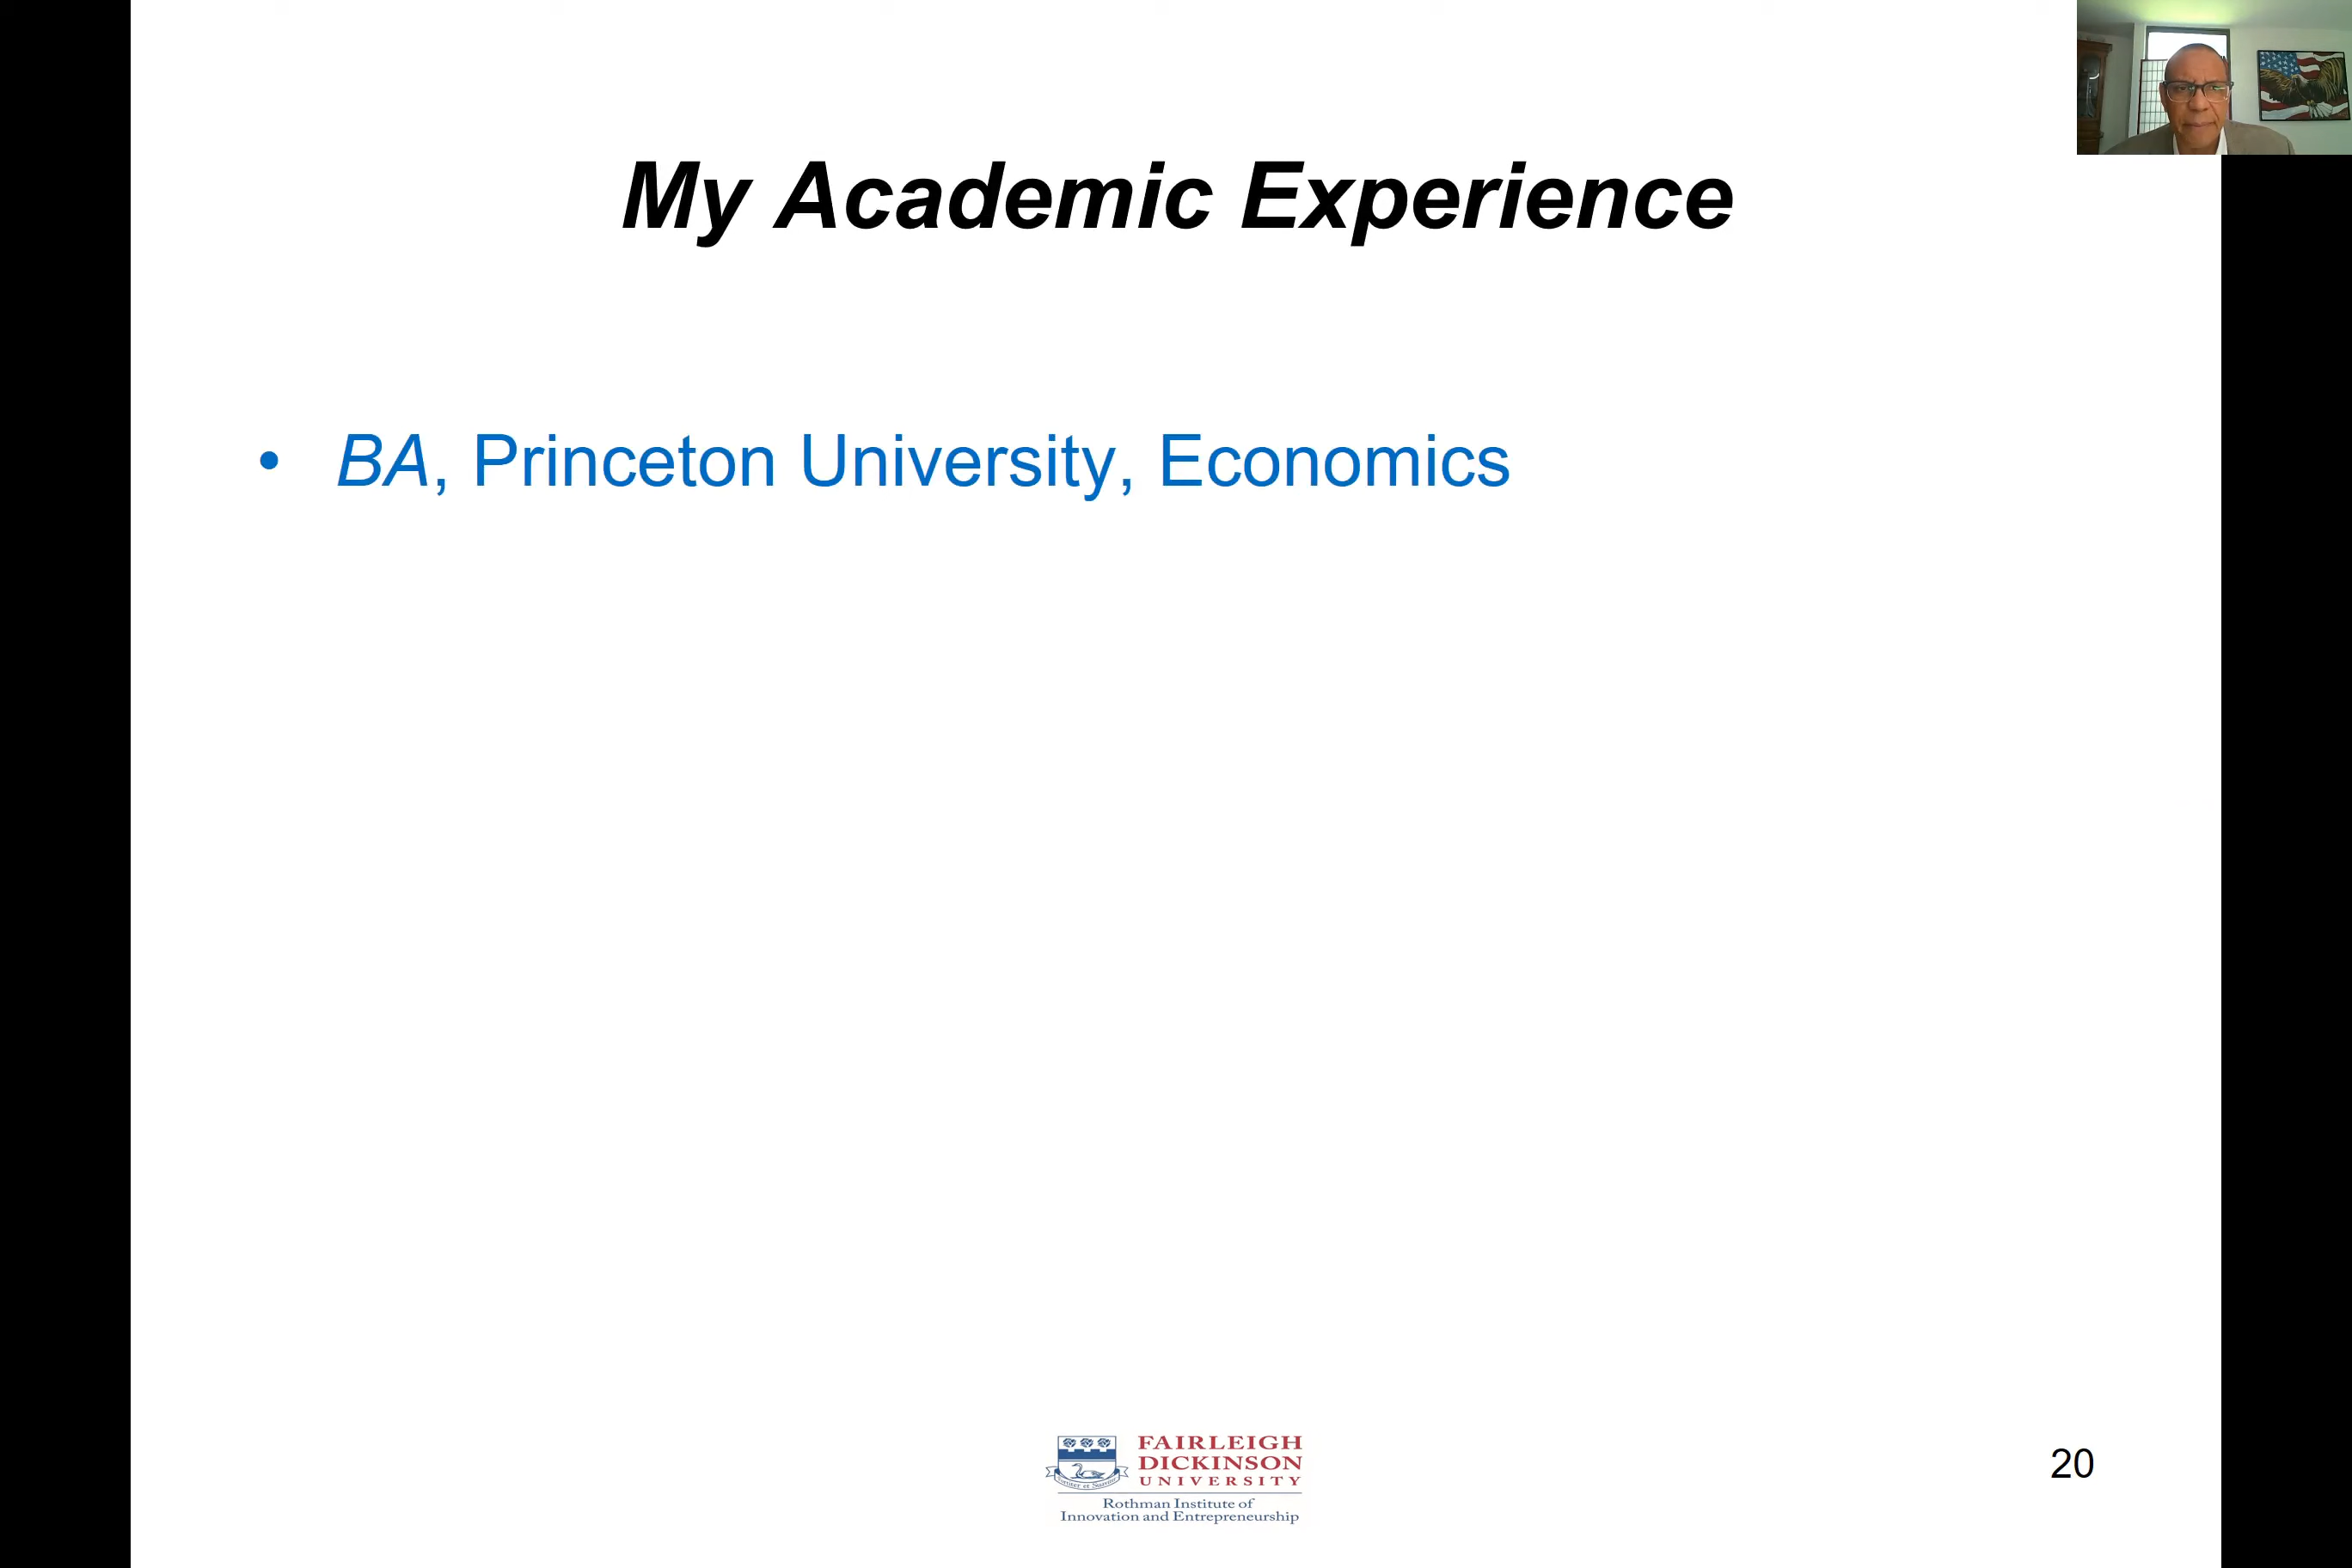 My Academic Experience
• BA, Princeton University, Economics
FAIRLEIGH
DICKINSON
UNIVERSITY
Rothman Institute of
Innovation and Entrepreneurship
20